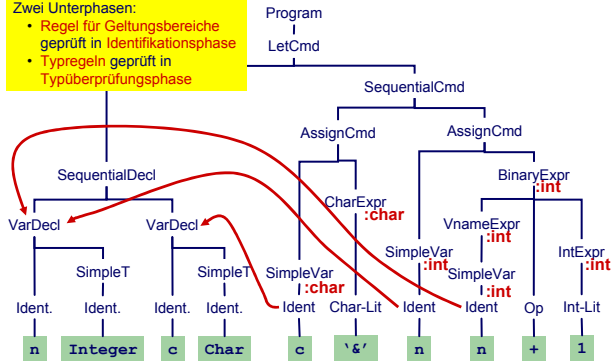 Zwei Unterphasen:
• Regel für Geltungsbereiche
geprüft in Identifikationsphase
• Typregeln geprüft in
Typüberprüfungsphase
Program
LetCmd
SequentialCmd
AssignCmd AssignCmd
SequentialDecl BinaryExpr
:int
CharExpr
:char
VarDecl VarDecl VnameExpr
:int
SimpleT SimpleT SimpleVar
:char
SimpleVar
:int
SimpleVar
:int
IntExpr
:int
Ident. Ident. Ident. Ident. Ident Char-Lit Ident Ident Op Int-Lit
n Integer c Char c ‘&’ n n + 1